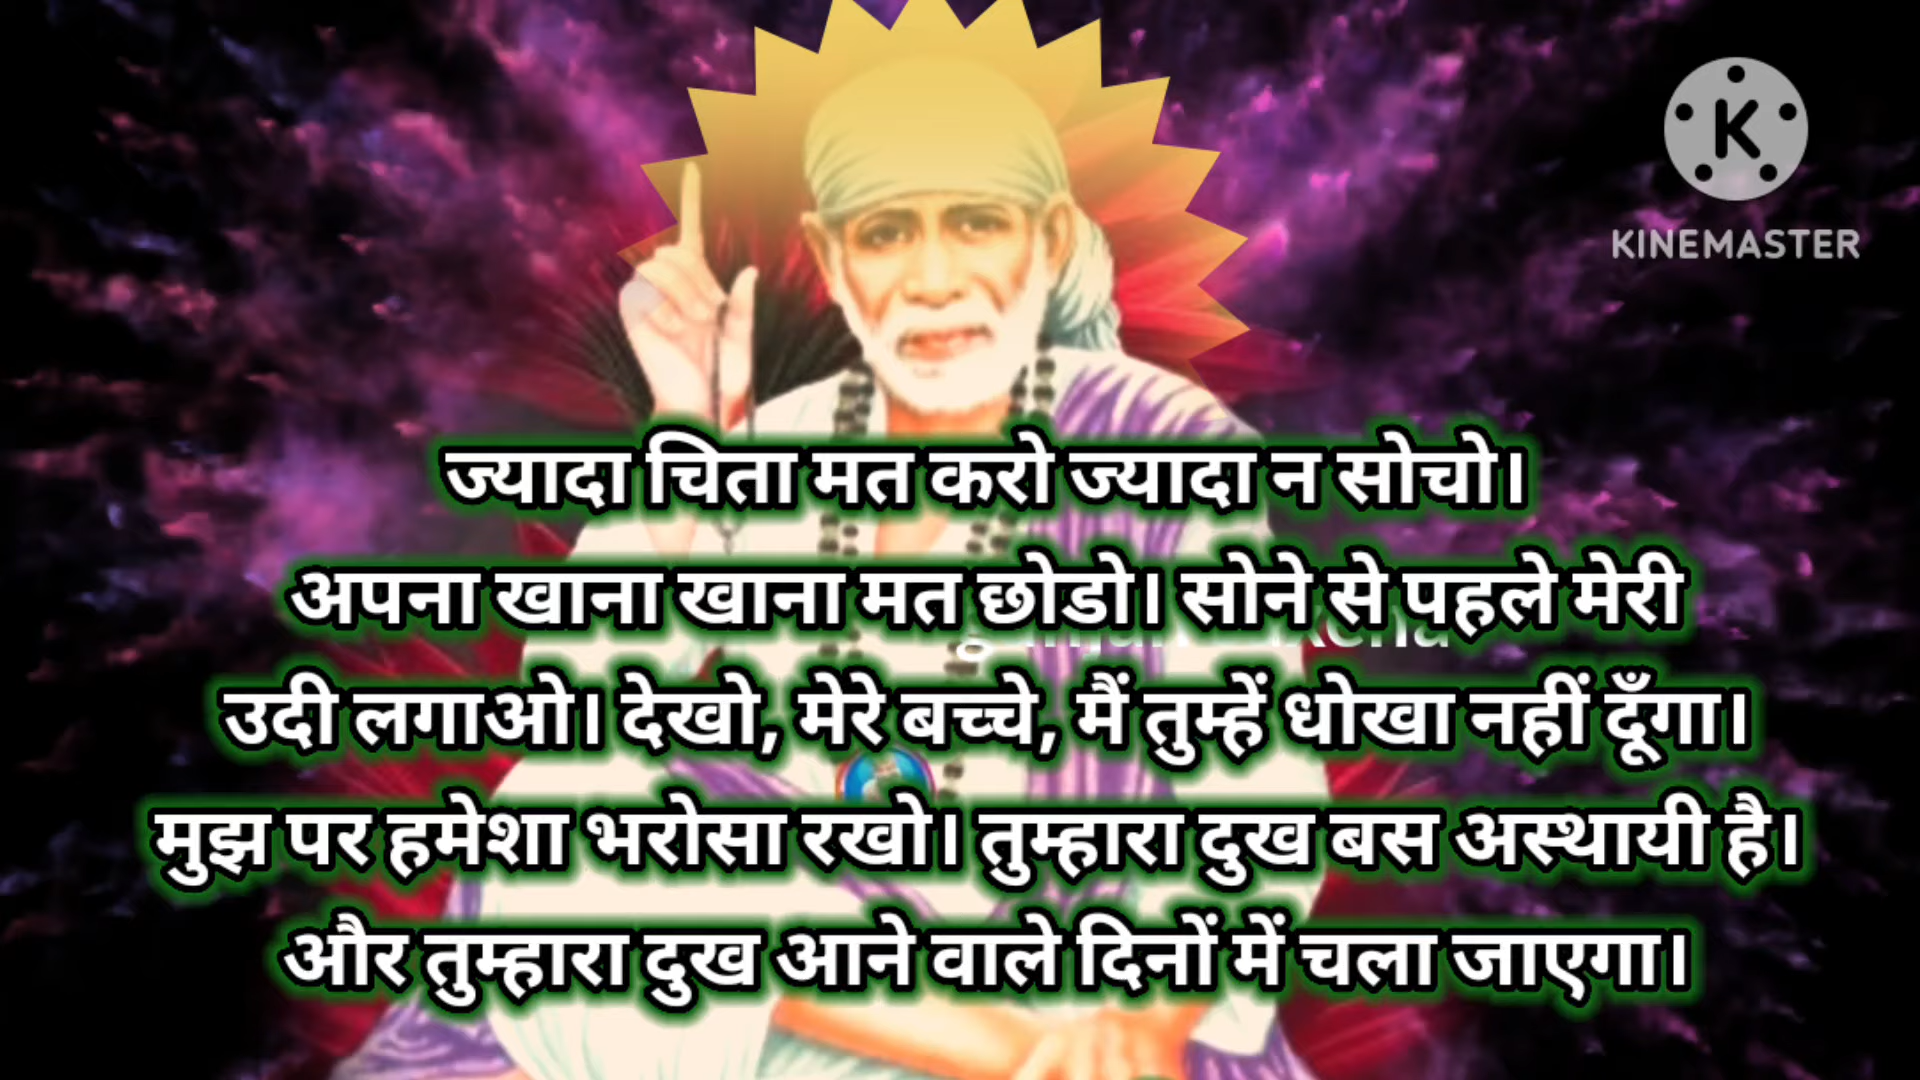 KINEMASTER
ज्यादा चिता मत करो ज्यादा न सोचो।
अपना खाना खाना मत छोडो। सोने से पहले मेरी
उदी लगाओ। देखो, मेरे बच्चे, मैं तुम्हें धोखा नहीं दूँगा।
मुझ पर हमेशा भरोसा रखो। तुम्हारा दुख बस अस्थायी है।
और तुम्हारा दुख आने वाले दिनों में चला जाएगा।